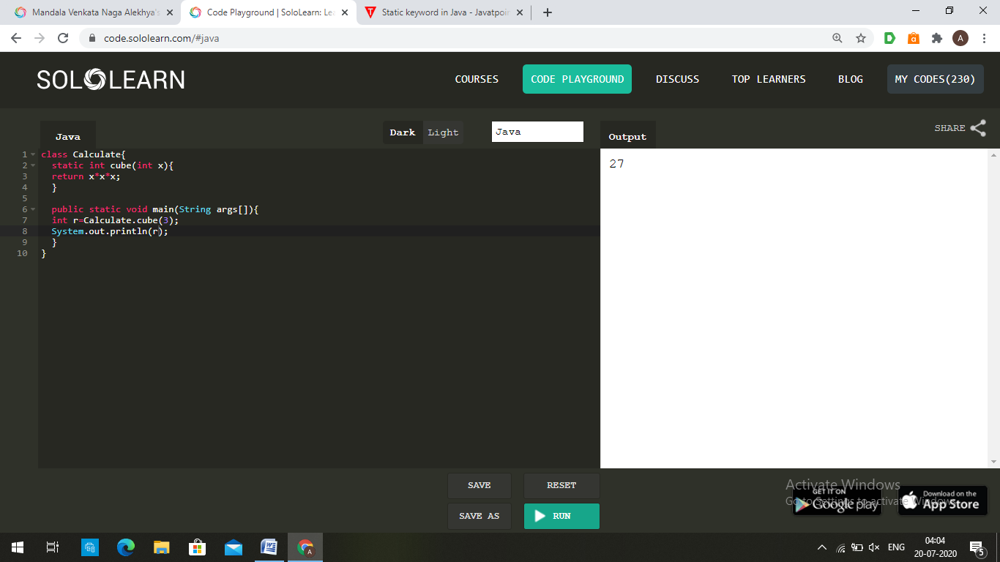 Mandala Venkata Naga Alekhya's
Code Playground | SoloLearn: Lea
Static keyword in Java - Javatpoin
code.sololearn.com/#java
A
SOLOLEARN
COURSES
CODE PLAYGROUND
DISCUSS
TOP LEARNERS
BLOG
MY CODES(230)
Java
Dark Light
Java
Output
SHARE
1 class Calculate{
2 static int cube(int x){
3 return x*x*x;
4 }
5
6 public static void main(String args[]){
7 int r=Calculate.cube(3);
8 System.out.println(r);
9 }
10 }
27
SAVE
RESET
SAVE AS
RUN
Activate Windows
Go to Settings to activate Windows.
GET IT ON
Google play
Download on the
App Store
ENG
04:04
20-07-2020
5